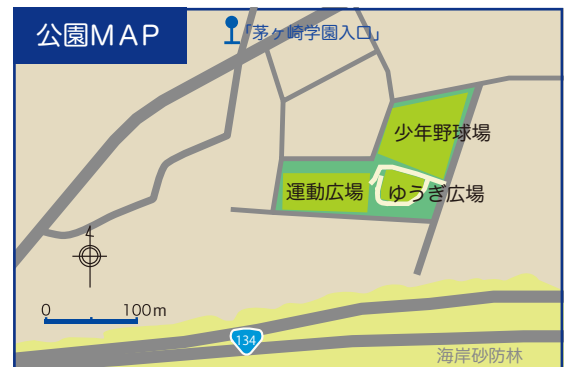 公園MAP
「茅ヶ崎学園入口」
少年野球場
運動広場
ゆうぎ広場
4
0 100m
134
海岸砂防林